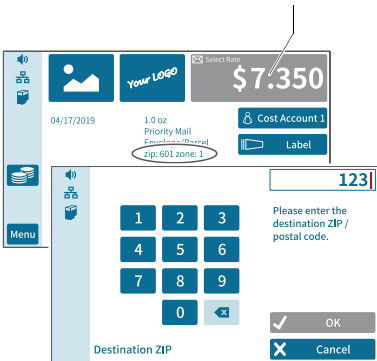 Select Rate
$7.350
Your LOGO
04/17/2019
1.0 oz
Priority Mail
Envelope/Parcel
zip: 601 zone: 1
Cost Account 1
Label
Menu
123
1 2 3
4 5 6
7 8 9
0
Please enter the
destination ZIP /
postal code.
OK
Destination ZIP
Cancel